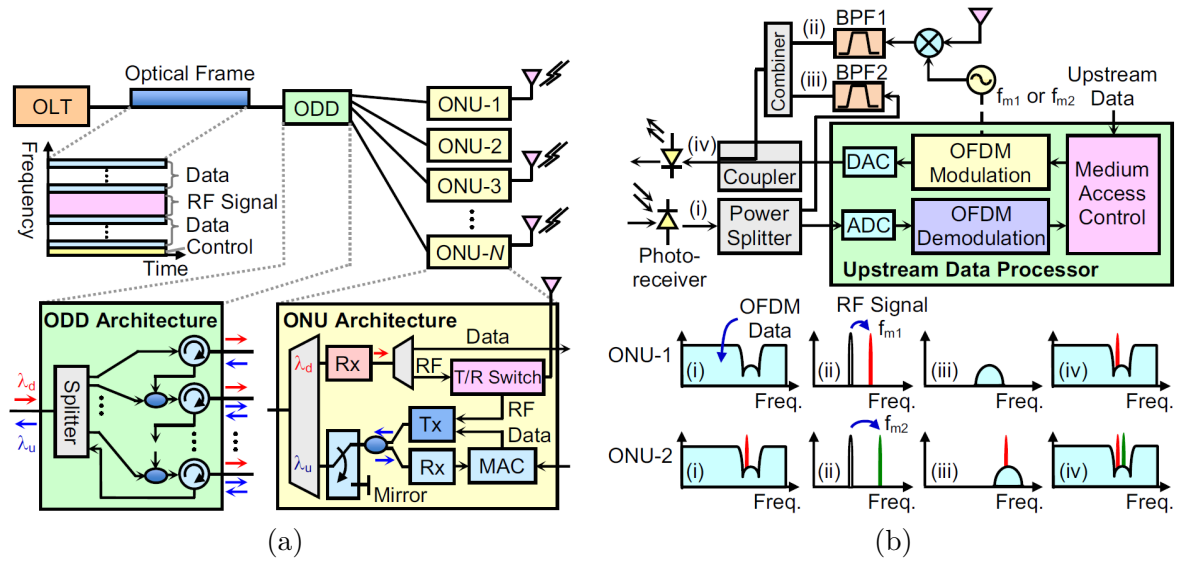 OLT
Optical Frame
ODD
ONU-1
ONU-2
ONU-3
ONU-N
Frequency
Data
RF Signal
Data
Control
Time
ODD Architecture
λd
λu
Splitter
ONU Architecture
λd
Rx
Data
RF
T/R Switch
RF
Tx
Data
λu
Rx
MAC
Mirror
(a)
Combiner
(ii)
BPF1
(iii)
BPF2
fm1 or fm2
Upstream
Data
(iv)
Coupler
DAC
OFDM
Modulation
Medium
Access
Control
(i)
Power
Splitter
ADC
OFDM
Demodulation
Photo-
receiver
Upstream Data Processor
OFDM
Data
RF Signal
fm1
ONU-1
(i)
(ii)
(iii)
(iv)
Freq.
Freq.
Freq.
Freq.
fm2
ONU-2
(i)
(ii)
(iii)
(iv)
Freq.
Freq.
Freq.
Freq.
(b)